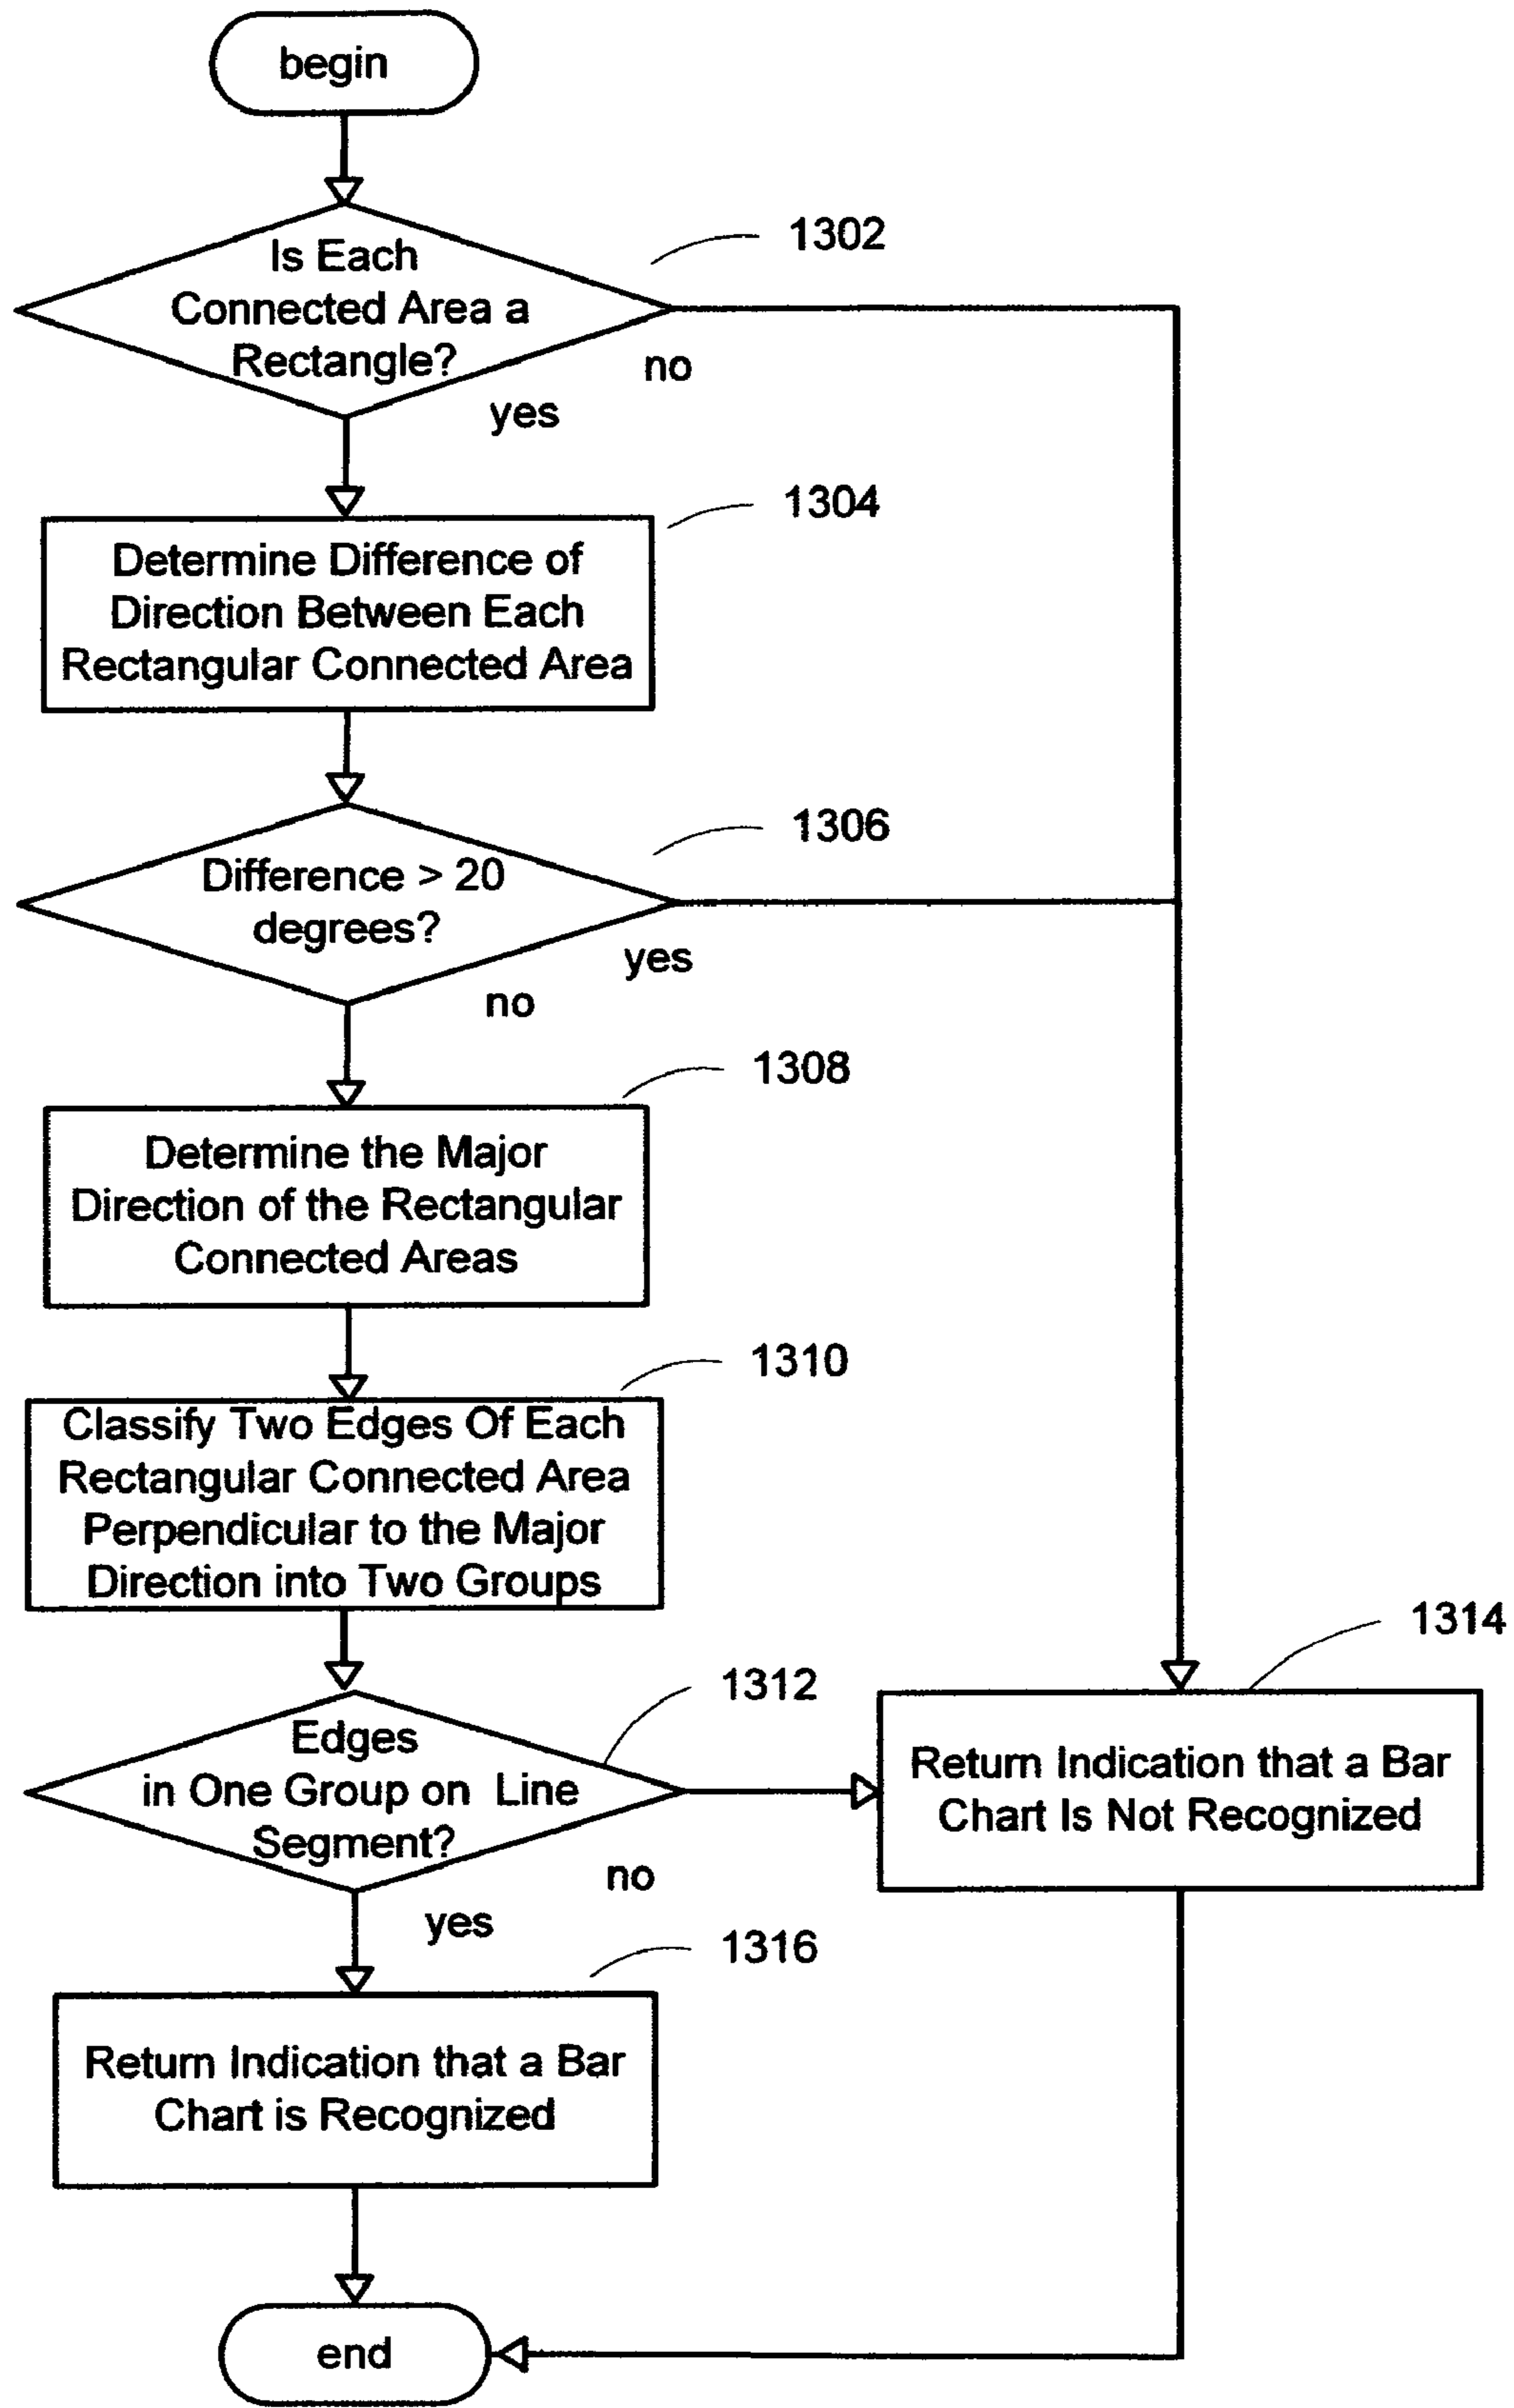 begin
1302
Is Each
Connected Area a
Rectangle?
no
yes
1304
Determine Difference of
Direction Between Each
Rectangular Connected Area
1306
Difference > 20
degrees?
yes
no
1308
Determine the Major
Direction of the Rectangular
Connected Areas
1310
Classify Two Edges Of Each
Rectangular Connected Area
Perpendicular to the Major
Direction into Two Groups
1314
1312
Edges
in One Group on Line
Segment?
Return Indication that a Bar
Chart Is Not Recognized
no
yes
1316
Return Indication that a Bar
Chart is Recognized
end